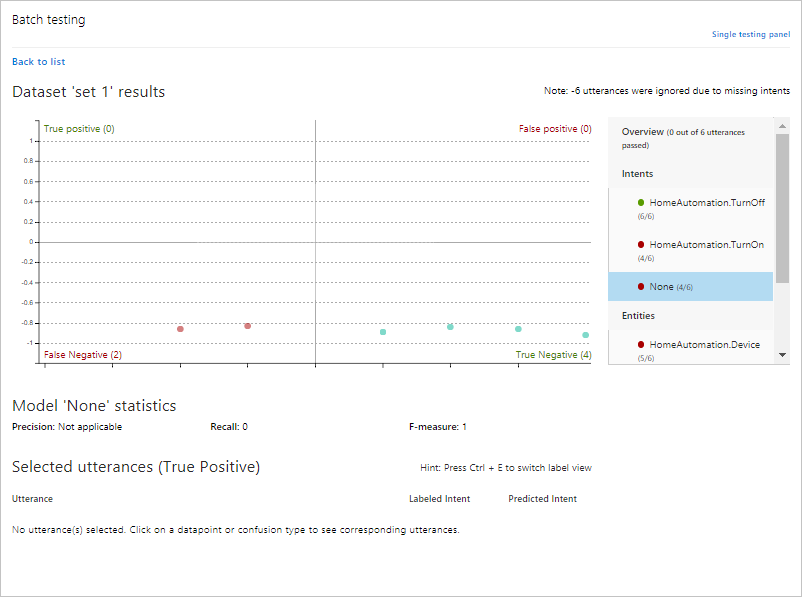 Batch testing
Single testing panel
Back to list
Dataset 'set 1' results
Note: -6 utterances were ignored due to missing intents
True positive (0)
False positive (0)
1
0.8
0.6
0.4
0.2
0
-0.2
-0.4
-0.6
-0.8
-1
False Negative (2)
True Negative (4)
Overview (0 out of 6 utterances
passed)
Intents
HomeAutomation.TurnOff
(6/6)
HomeAutomation.TurnOn
(4/6)
None (4/6)
Entities
HomeAutomation.Device
(5/6)
Model 'None' statistics
Precision: Not applicable
Recall: 0
F-measure: 1
Selected utterances (True Positive)
Hint: Press Ctrl + E to switch label view
Utterance
Labeled Intent
Predicted Intent
No utterance(s) selected. Click on a datapoint or confusion type to see corresponding utterances.